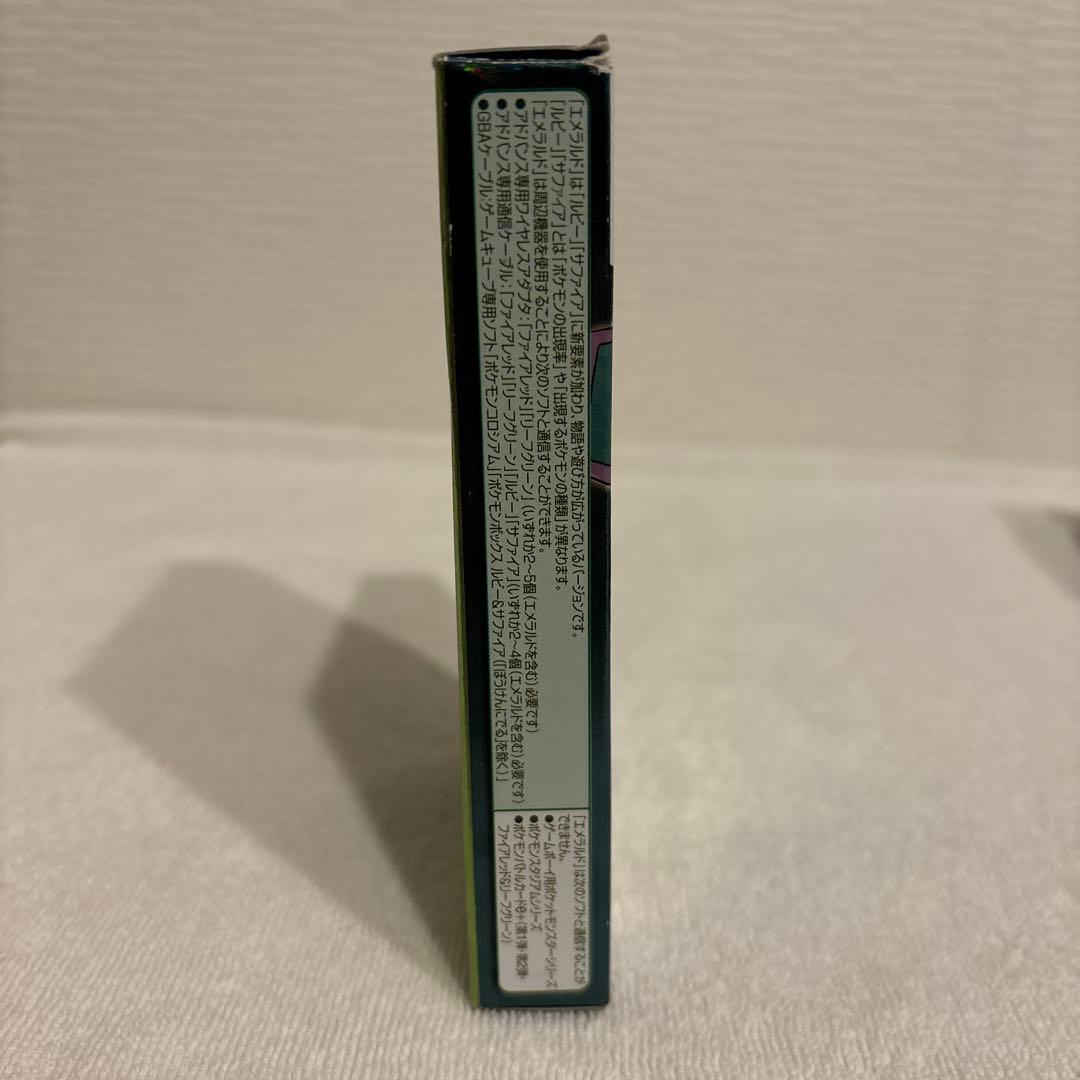 「エメラルド」は「ルビー」「サファイア」に新要素が加わり、物語や遊び方が広がっているバージョンです。
「ルビー」「サファイア」とは「ポケモンの出現率」や「出現するポケモンの種類」が異なります。
「エメラルド」は周辺機器を使用することにより次のソフトと通信することができます。
●アドバンス専用ワイヤレスアダプタ：「ファイアレッド」「リーフグリーン」（いずれか2〜5個（エメラルドを含む）必要です）
●アドバンス専用通信ケーブル：「ファイアレッド」「リーフグリーン」「ルビー」「サファイア」（いずれか2〜4個（エメラルドを含む）必要です）
●GBAケーブル：ゲームキューブ専用ソフト「ポケモンコロシアム」「ポケモンボックス ルビー&サファイア（「ぼうけんにでる」を除く）」
「エメラルド」は次のソフトと通信することが
できません。
●ゲームボーイ用ポケットモンスターシリーズ
●ポケモンスタジアムシリーズ
●ポケモンバトルカードe+（第1弾・第2弾・
ファイアレッド&リーフグリーン）